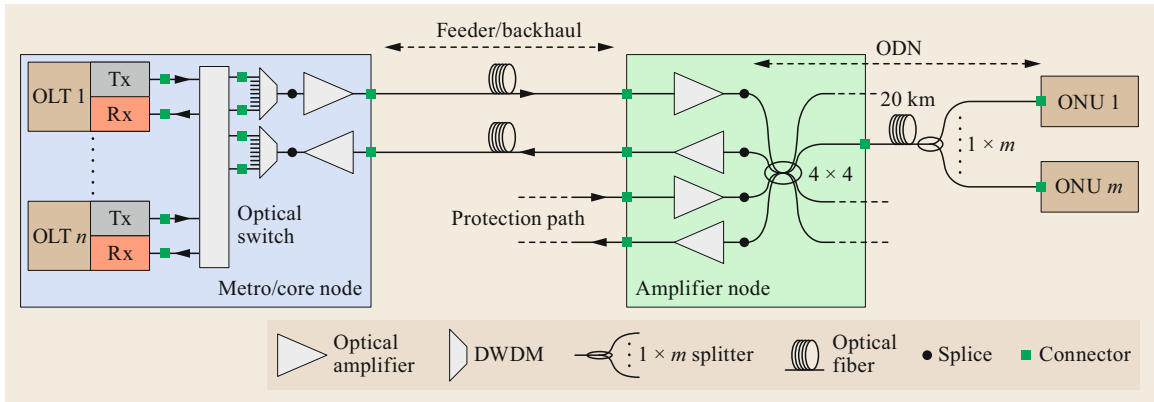 Feeder/backhaul
ODN
OLT 1
Tx
Rx
20 km
ONU 1
1 × m
4 × 4
ONU m
Protection path
Optical
switch
OLT n
Tx
Rx
Metro/core node
Amplifier node
Optical
amplifier
DWDM
1 × m splitter
Optical
fiber
Splice
Connector